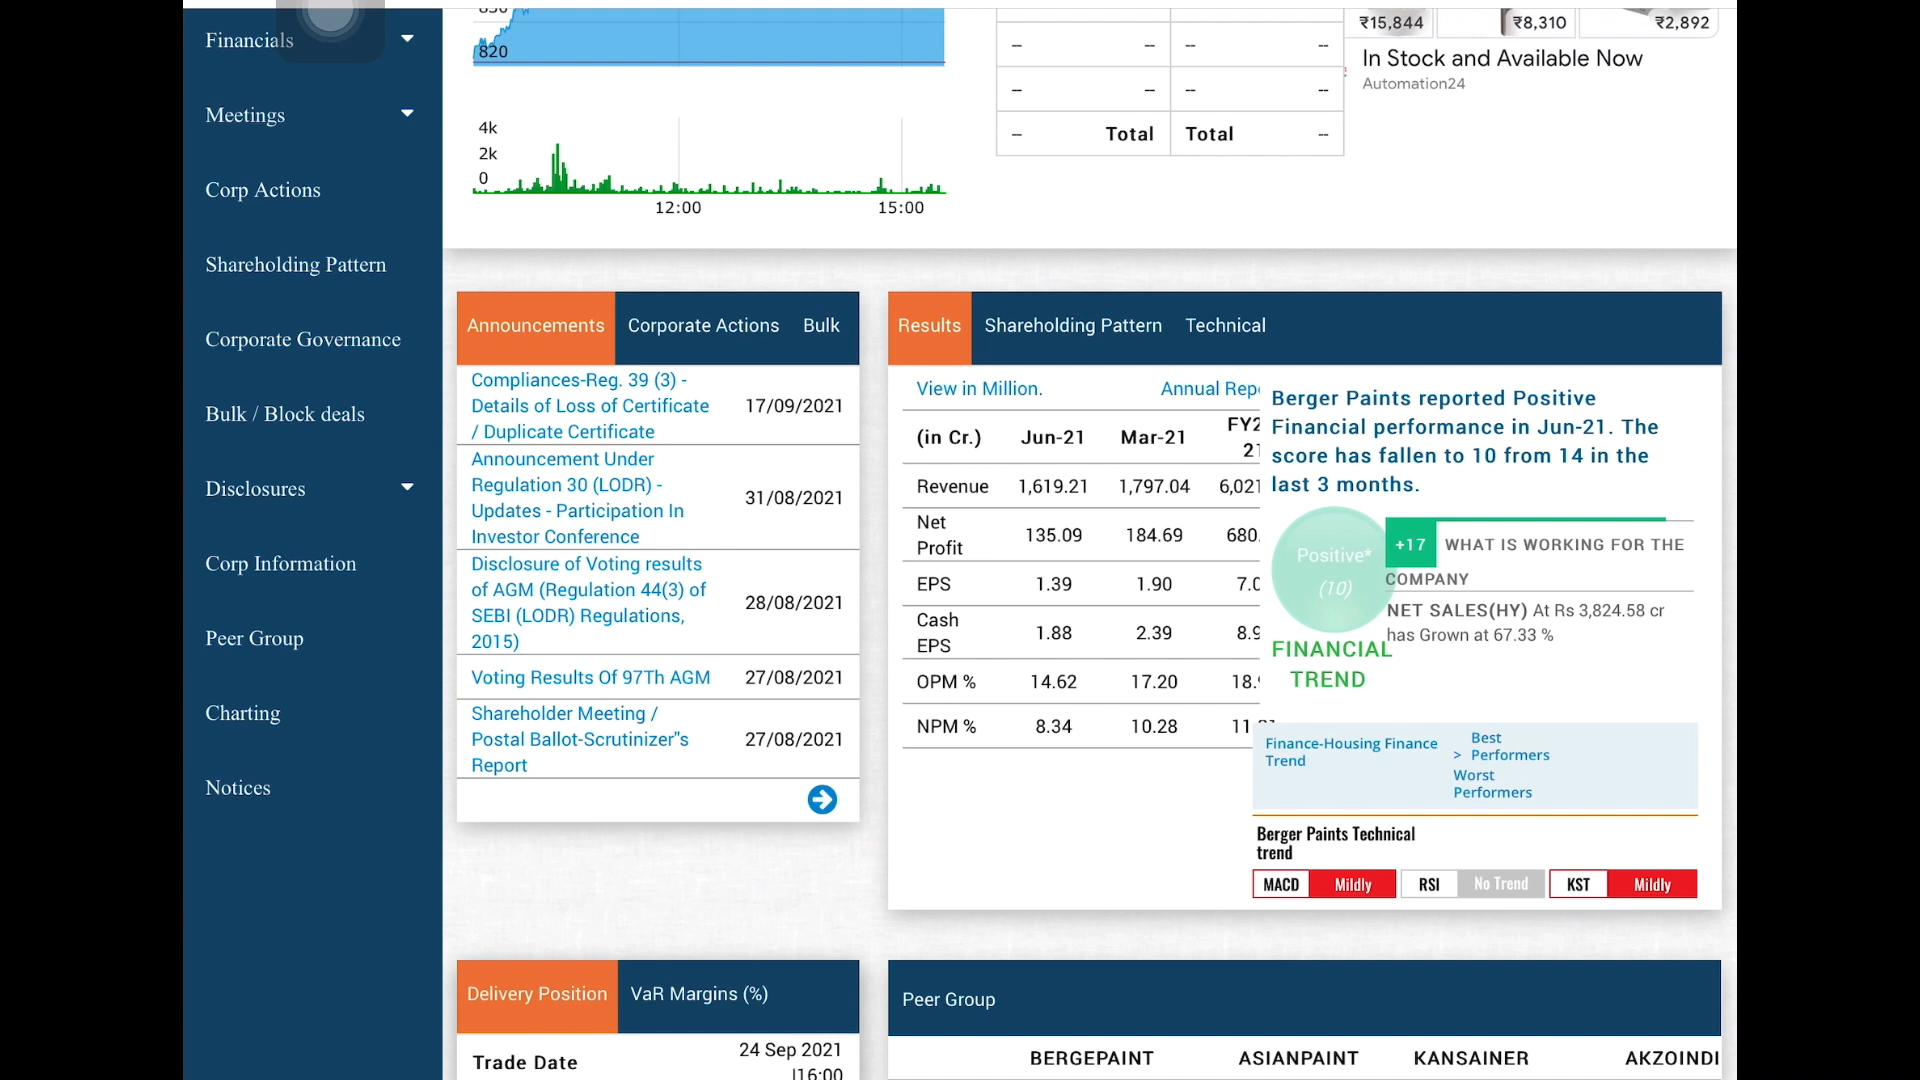 Financials
Meetings
Corp Actions
Shareholding Pattern
Corporate Governance
Bulk / Block deals
Disclosures
Corp Information
Peer Group
Charting
Notices
820
4k
2k
0
12:00
15:00
-- -- -- --
-- -- -- --
-- Total Total --
₹15,844
₹8,310
₹2,892
In Stock and Available Now
Automation24
Announcements Corporate Actions Bulk
Compliances-Reg. 39 (3) -
Details of Loss of Certificate
/ Duplicate Certificate
17/09/2021
Announcement Under
Regulation 30 (LODR) -
Updates - Participation In
Investor Conference
31/08/2021
Disclosure of Voting results
of AGM (Regulation 44(3) of
SEBI (LODR) Regulations,
2015)
28/08/2021
Voting Results Of 97Th AGM 27/08/2021
Shareholder Meeting /
Postal Ballot-Scrutinizer"s
Report
27/08/2021
Results Shareholding Pattern Technical
View in Million. Annual
(in Cr.) Jun-21 Mar-21
Revenue 1,619.21 1,797.04
Net
Profit
135.09 184.69
EPS 1.39 1.90
Cash
EPS
1.88 2.39
OPM % 14.62 17.20
NPM % 8.34 10.28
Berger Paints reported Positive
Financial performance in Jun-21. The
score has fallen to 10 from 14 in the
last 3 months.
Positive*
(10)
FINANCIAL
TREND
+17 WHAT IS WORKING FOR THE
COMPANY
NET SALES(HY) At Rs 3,824.58 cr
has Grown at 67.33 %
Finance-Housing Finance
Trend
Best
> Performers
Worst
Performers
Berger Paints Technical
trend
MACD Mildly RSI No Trend KST Mildly
Delivery Position VaR Margins (%)
Trade Date
24 Sep 2021
|16:00
Peer Group
BERGEPAINT ASIANPAINT KANSAINER AKZOINDI